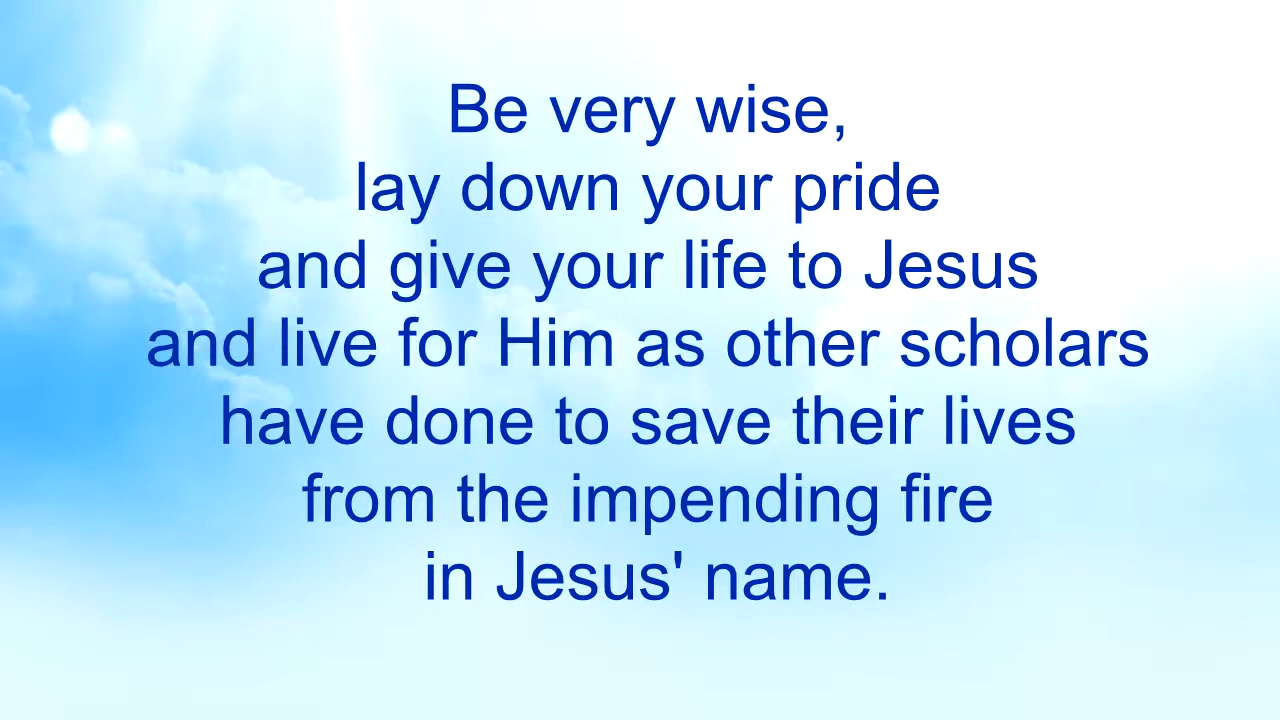 Be very wise,
lay down your pride
and give your life to Jesus
and live for Him as other scholars
have done to save their lives
from the impending fire
in Jesus' name.